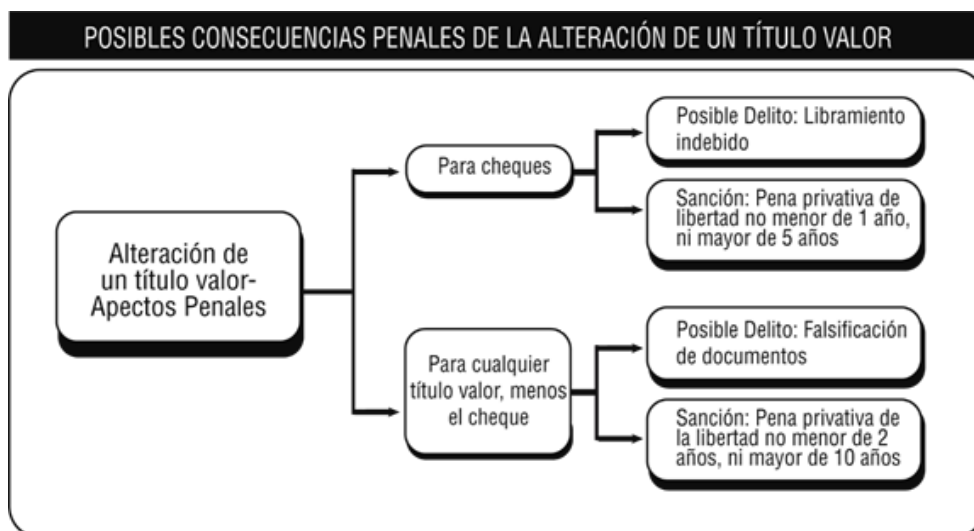 POSIBLES CONSECUENCIAS PENALES DE LA ALTERACIÓN DE UN TÍTULO VALOR
Alteración de
un título valor-
Apectos Penales
Para cheques
Posible Delito: Libramiento
indebido
Sanción: Pena privativa de
libertad no menor de 1 año,
ni mayor de 5 años
Para cualquier
título valor, menos
el cheque
Posible Delito: Falsificación
de documentos
Sanción: Pena privativa de
la libertad no menor de 2
años, ni mayor de 10 años